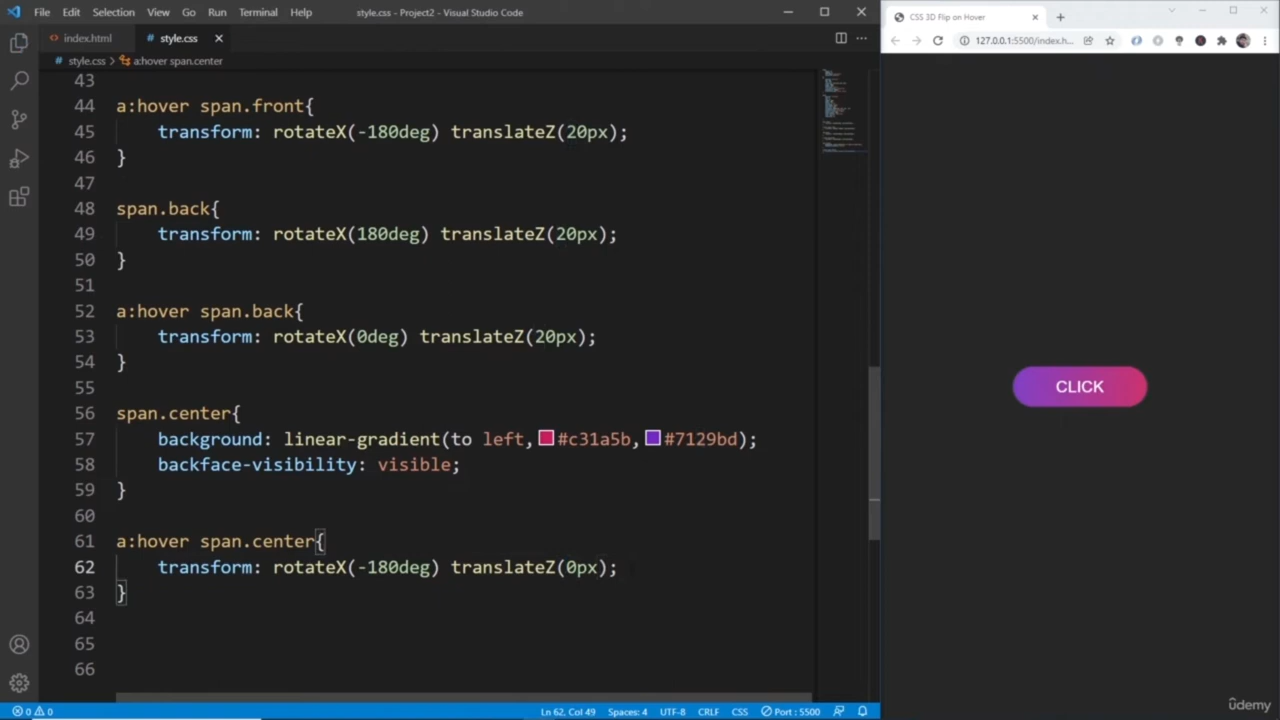 File Edit Selection View Go Run Terminal Help
style.css - Project2 - Visual Studio Code
index.html
style.css
style.css > a:hover span.center
43
44 a:hover span.front{
45 transform: rotateX(-180deg) translateZ(20px);
46 }
47
48 span.back{
49 transform: rotateX(180deg) translateZ(20px);
50 }
51
52 a:hover span.back{
53 transform: rotateX(0deg) translateZ(20px);
54 }
55
56 span.center{
57 background: linear-gradient(to left,#c31a5b,#7129bd);
58 backface-visibility: visible;
59 }
60
61 a:hover span.center{
62 transform: rotateX(-180deg) translateZ(0px);
63 }
64
65
66
0 0
Ln 62, Col 49 Spaces: 4 UTF-8 CRLF CSS Port : 5500
CSS 3D Flip on Hover
127.0.0.1:5500/index.h...
CLICK
ûdemy